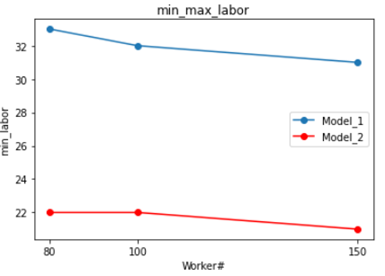 min_max_labor
32
30
28
26
24
22
min_labor
Model_1
Model_2
80
100
150
Worker#